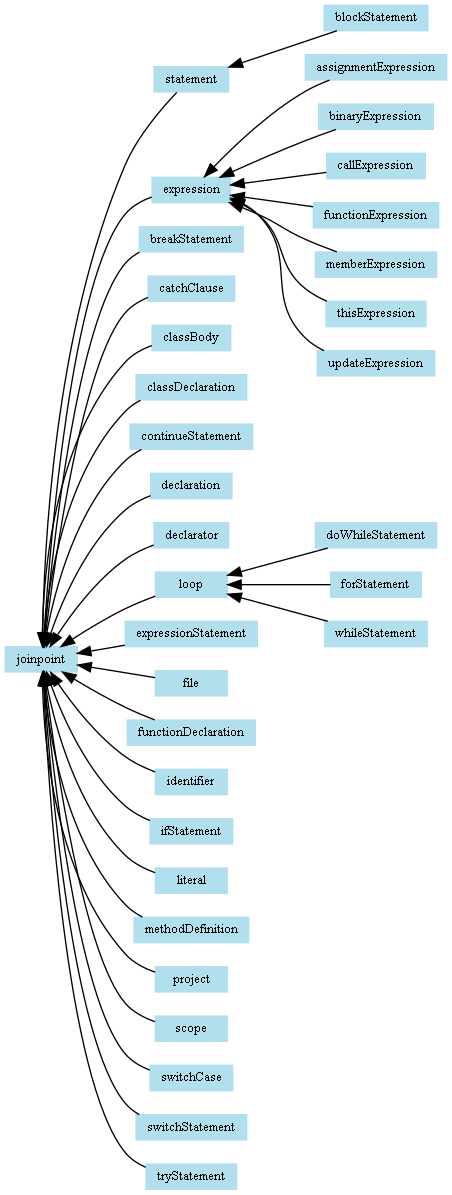 blockStatement
assignmentExpression
statement
binaryExpression
callExpression
expression
functionExpression
breakStatement
memberExpression
catchClause
thisExpression
classBody
updateExpression
classDeclaration
continueStatement
declaration
declarator
doWhileStatement
loop
forStatement
expressionStatement
whileStatement
joinpoint
file
functionDeclaration
identifier
ifStatement
literal
methodDefinition
project
scope
switchCase
switchStatement
tryStatement